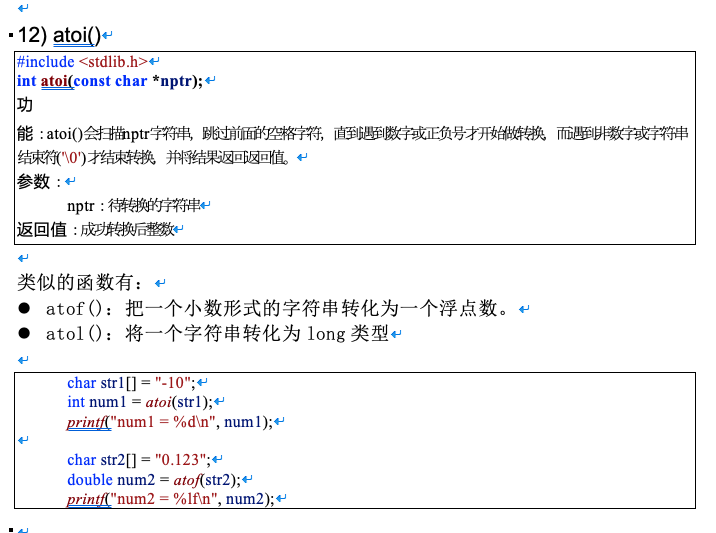 12) atoi()
#include <stdlib.h>
int atoi(const char *nptr);
功
能：atoi()会扫描nptr字符串，跳过前面的空格字符，直到遇到数字或正负号才开始做转换，而遇到非数字或字符串
结束符('\0')才结束转换，并将结果返回返回值。
参数：
nptr：待转换的字符串
返回值：成功转换后整数
类似的函数有：
● atof()：把一个小数形式的字符串转化为一个浮点数。
● atol()：将一个字符串转化为 long 类型
char str1[] = "-10";
int num1 = atoi(str1);
printf("num1 = %d\n", num1);
char str2[] = "0.123";
double num2 = atof(str2);
printf("num2 = %lf\n", num2);